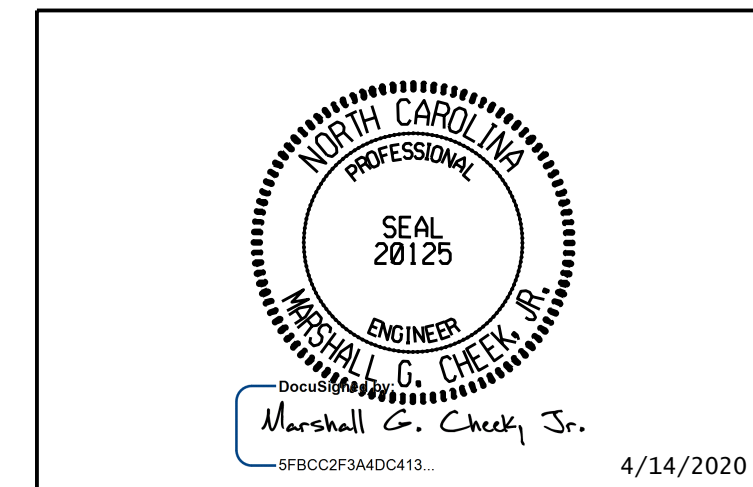 NORTH CAROLINA
PROFESSIONAL
SEAL
20125
ENGINEER
MARSHALL G. CHEEK, JR.
DocuSigned by:
Marshall G. Cheek, Jr.
5FBCC2F3A4DC413...
4/14/2020